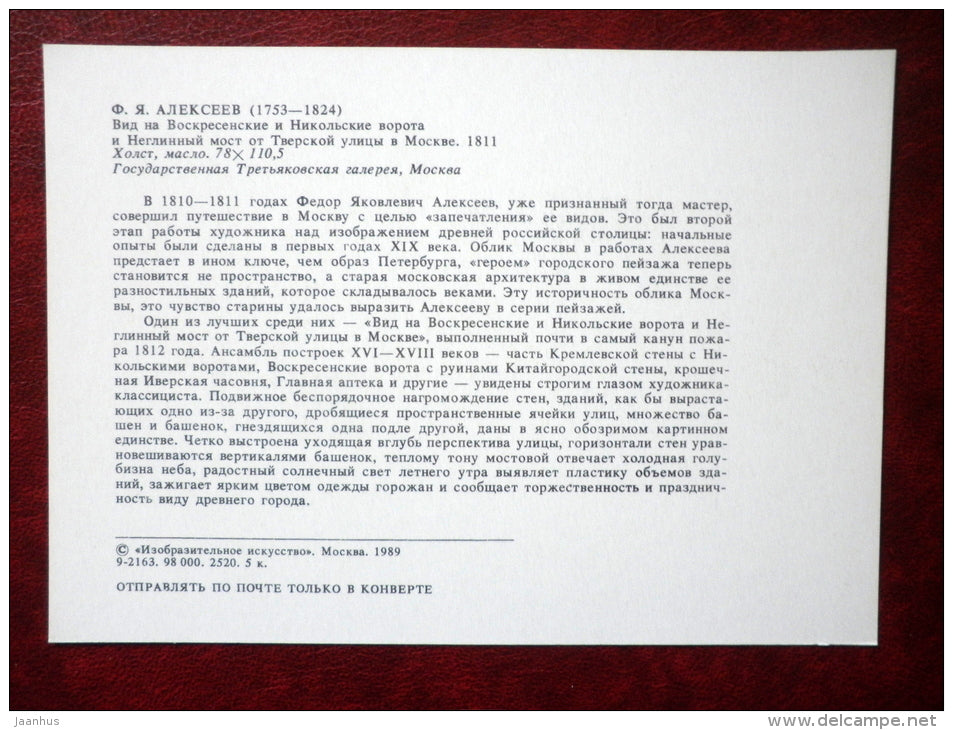 Ф. Я. АЛЕКСЕЕВ (1753—1824)
Вид на Воскресенские и Никольские ворота
и Неглинный мост от Тверской улицы в Москве. 1811
Холст, масло. 78× 110,5
Государственная Третьяковская галерея, Москва
В 1810—1811 годах Федор Яковлевич Алексеев, уже признанный тогда мастер,
совершил путешествие в Москву с целью «запечатления» ее видов. Это был второй
этап работы художника над изображением древней российской столицы: начальные
опыты были сделаны в первых годах XIX века. Облик Москвы в работах Алексеева
предстает в ином ключе, чем образ Петербурга, «героем» городского пейзажа теперь
становится не пространство, а старая московская архитектура в живом единстве ее
разностильных зданий, которое складывалось веками. Эту историчность облика Моск-
вы, это чувство старины удалось выразить Алексееву в серии пейзажей.
Один из лучших среди них — «Вид на Воскресенские и Никольские ворота и Не-
глинный мост от Тверской улицы в Москве», выполненный почти в самый канун пожа-
ра 1812 года. Ансамбль построек XVI—XVIII веков — часть Кремлевской стены с Ни-
кольскими воротами, Воскресенские ворота с руинами Китайгородской стены, крошеч-
ная Иверская часовня, Главная аптека и другие — увидены строгим глазом художника-
классициста. Подвижное беспорядочное нагромождение стен, зданий, как бы вырастa-
ющих одно из-за другого, дробящиеся пространственные ячейки улиц, множество ба-
шен и башенок, гнездящихся одна подле другой, даны в ясно обозримом картинном
единстве. Четко выстроена уходящая вглубь перспектива улицы, горизонтали стен урав-
новешиваются вертикалями башенок, теплому тону мостовой отвечает холодная голу-
бизна неба, радостный солнечный свет летнего утра выявляет пластику объемов зда-
ний, зажигает ярким цветом одежды горожан и сообщает торжественность и празднич-
ность виду древнего города.
© «Изобразительное искусство». Москва. 1989
9-2163. 98 000. 2520. 5 к.
ОТПРАВЛЯТЬ ПО ПОЧТЕ ТОЛЬКО В КОНВЕРТЕ
jaanhus
www.delcampe.net